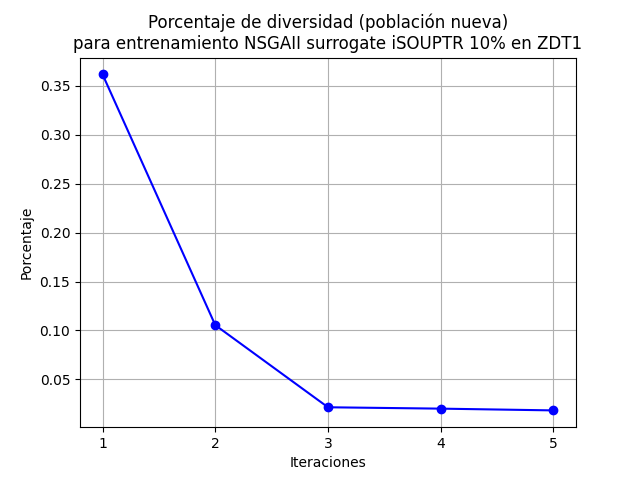 Porcentaje de diversidad (población nueva)
para entrenamiento NSGAII surrogate iSOUPTR 10% en ZDT1
Porcentaje
0.35
0.30
0.25
0.20
0.15
0.10
0.05
1 2 3 4 5
Iteraciones